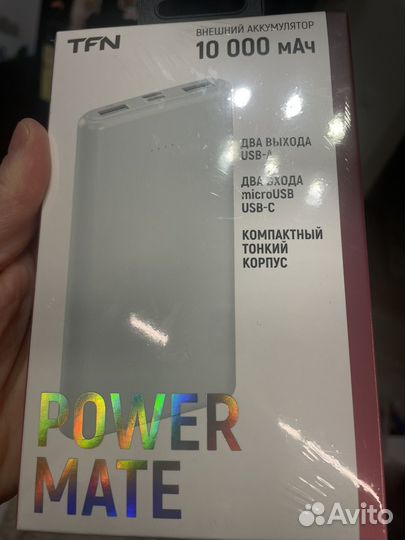 TFN
ВНЕШНИЙ АККУМУЛЯТОР
10 000 мАч
ДВА ВЫХОДА
USB-A
ДВА ВХОДА
microUSB
USB-C
КОМПАКТНЫЙ
ТОНКИЙ
КОРПУС
POWER
MATE
Avito